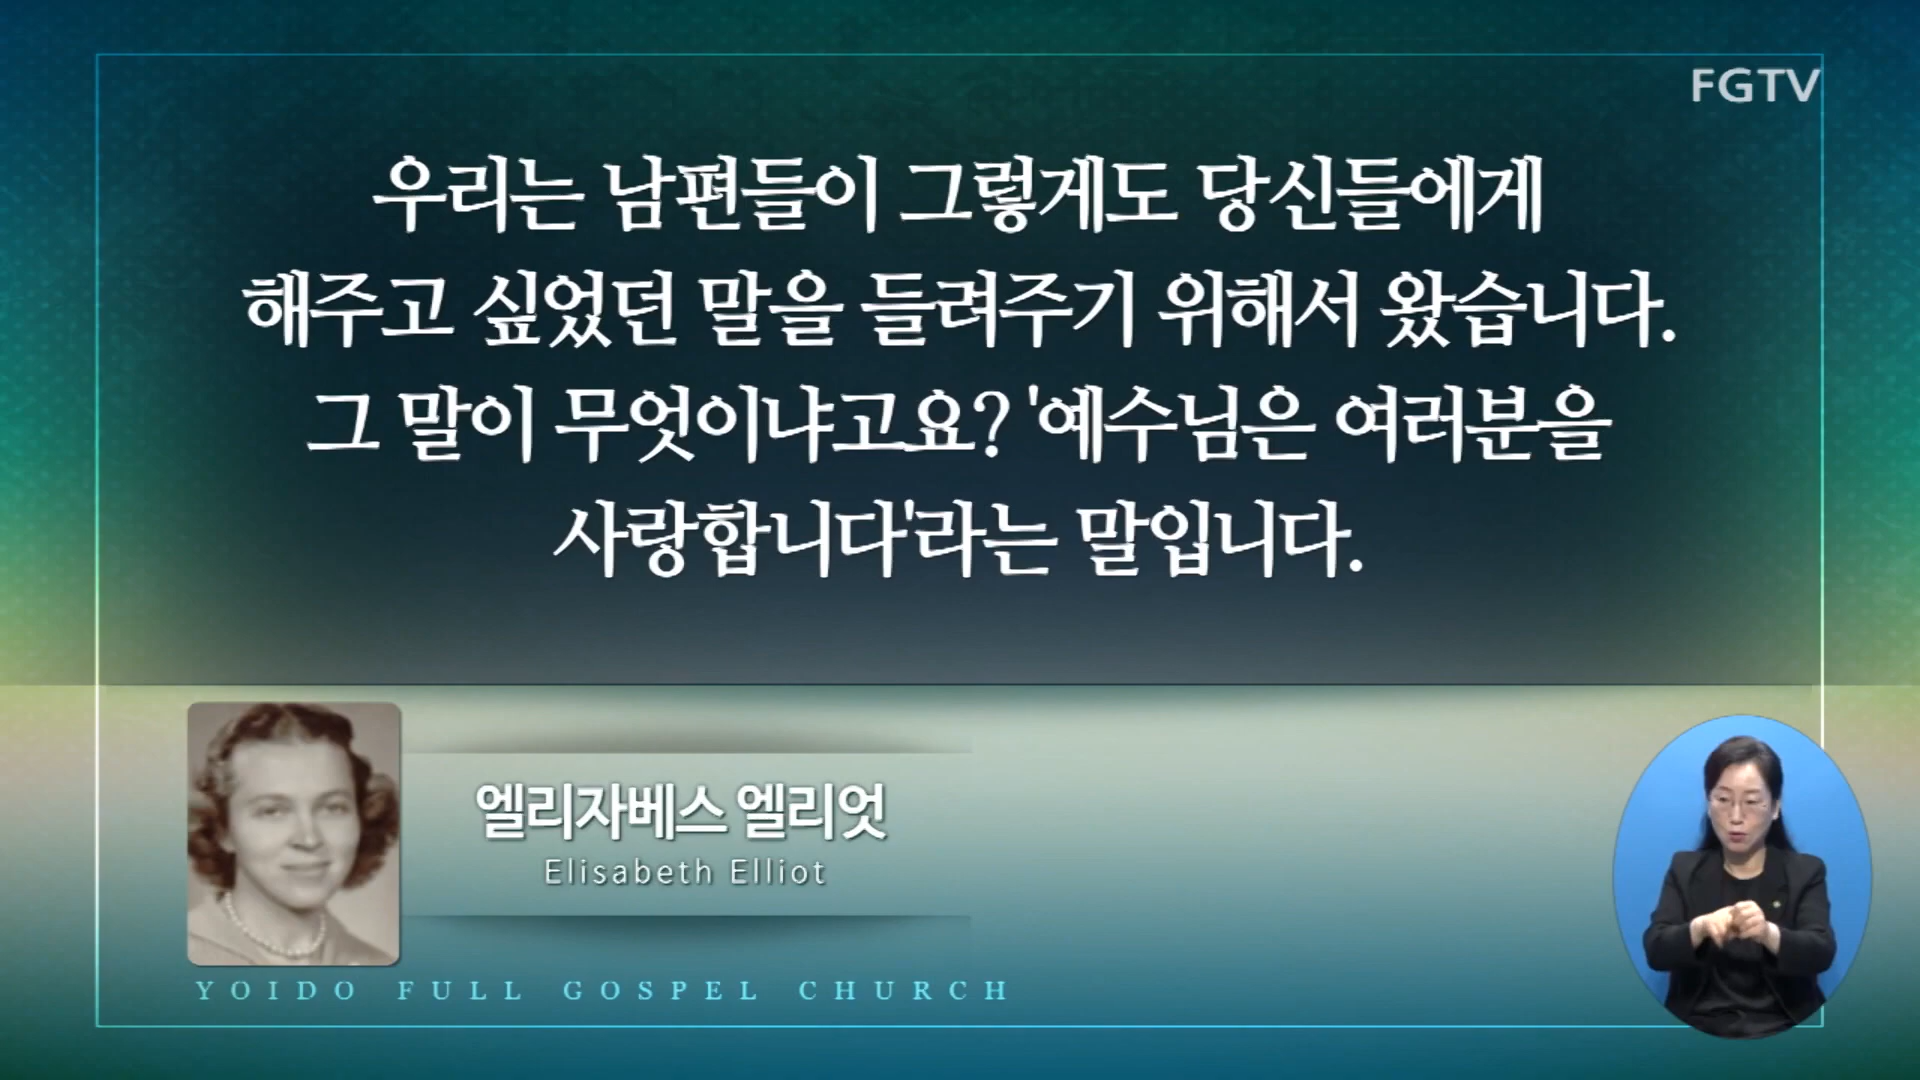 FGTV
우리는 남편들이 그렇게도 당신들에게
해주고 싶었던 말을 들려주기 위해서 왔습니다.
그 말이 무엇이냐고요? '예수님은 여러분을
사랑합니다'라는 말입니다.
엘리자베스 엘리엇
Elisabeth Elliot
YOIDO FULL GOSPEL CHURCH